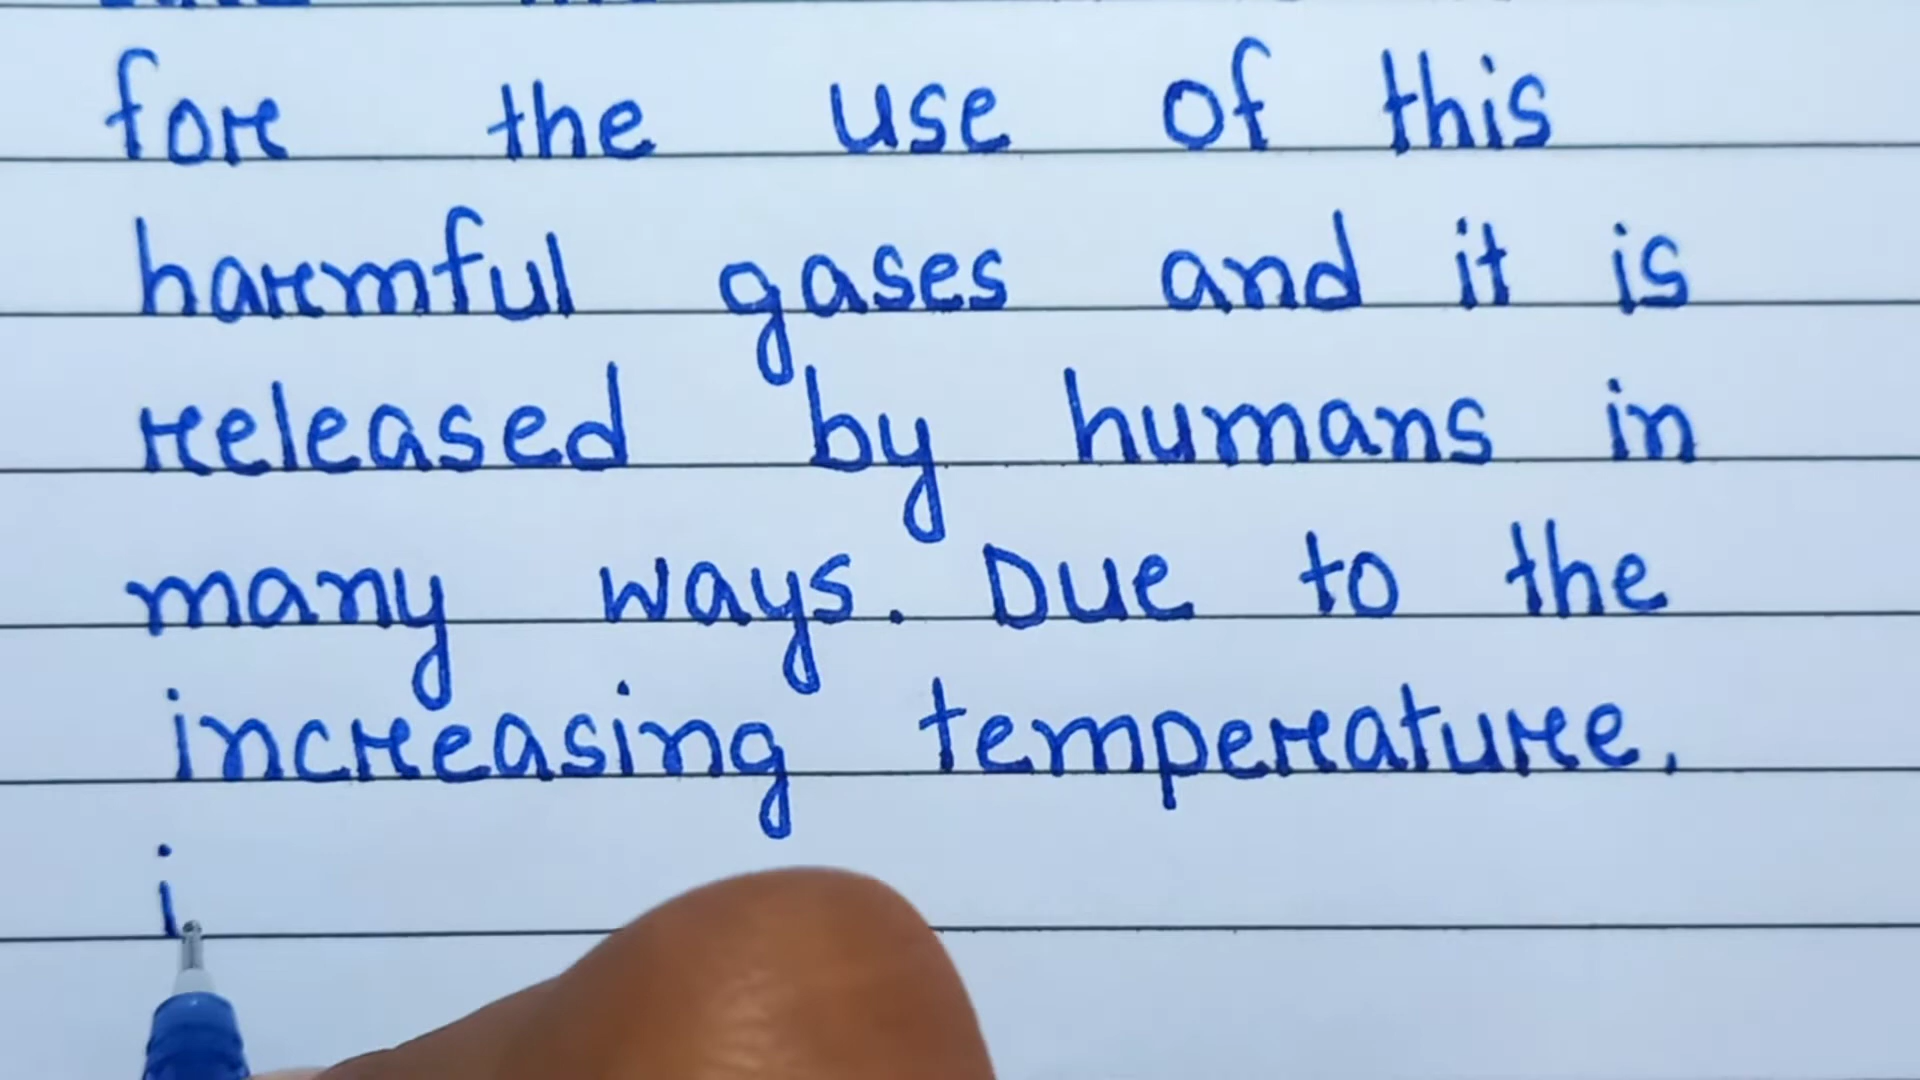 for the use of this
harmful gases and it is
released by humans in
many ways. Due to the
increasing temperature,
i